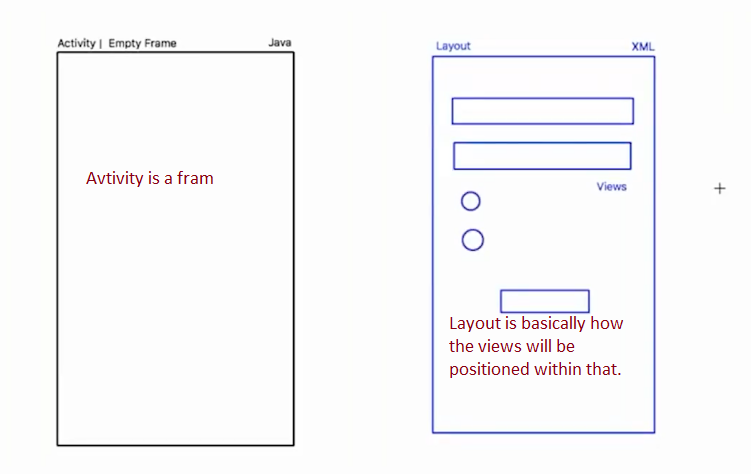 Activity | Empty Frame Java
Avtivity is a fram
Layout XML
Views
Layout is basically how
the views will be
positioned within that.